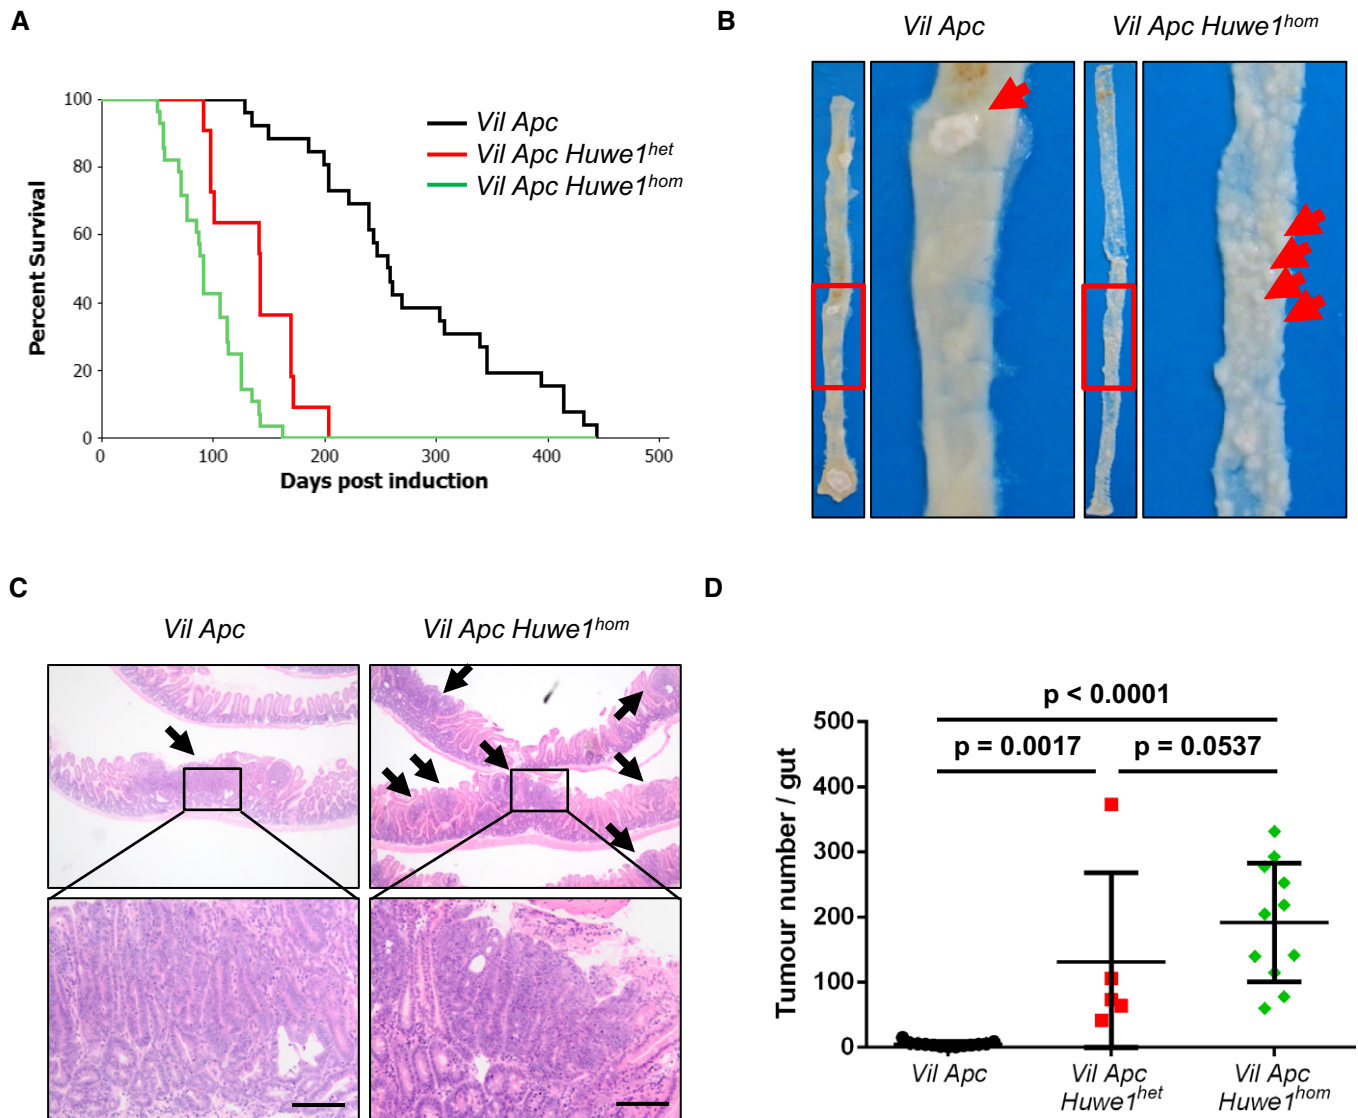 A
100
80
60
40
20
0
Percent Survival
0 100 200 300 400 500
Days post induction
Vil Apc
Vil Apc Huwe1het
Vil Apc Huwe1hom
B
Vil Apc Vil Apc Huwe1hom
C
Vil Apc Vil Apc Huwe1hom
D
p < 0.0001
p = 0.0017 p = 0.0537
500
400
300
200
100
0
Tumour number / gut
Vil Apc
Vil Apc
Huwe1het
Vil Apc
Huwe1hom